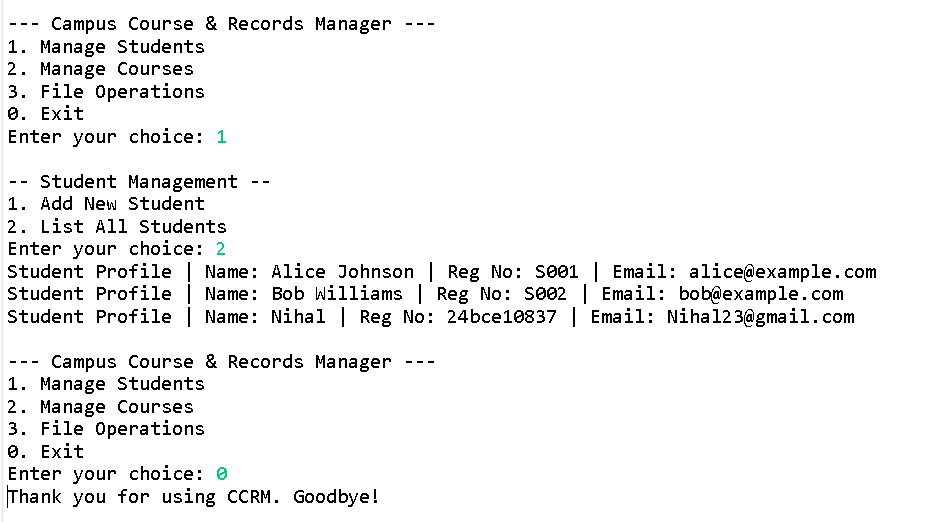 --- Campus Course & Records Manager ---
1. Manage Students
2. Manage Courses
3. File Operations
0. Exit
Enter your choice: 1
-- Student Management --
1. Add New Student
2. List All Students
Enter your choice: 2
Student Profile | Name: Alice Johnson | Reg No: S001 | Email: alice@example.com
Student Profile | Name: Bob Williams | Reg No: S002 | Email: bob@example.com
Student Profile | Name: Nihal | Reg No: 24bce10837 | Email: Nihal23@gmail.com
--- Campus Course & Records Manager ---
1. Manage Students
2. Manage Courses
3. File Operations
0. Exit
Enter your choice: 0
Thank you for using CCRM. Goodbye!